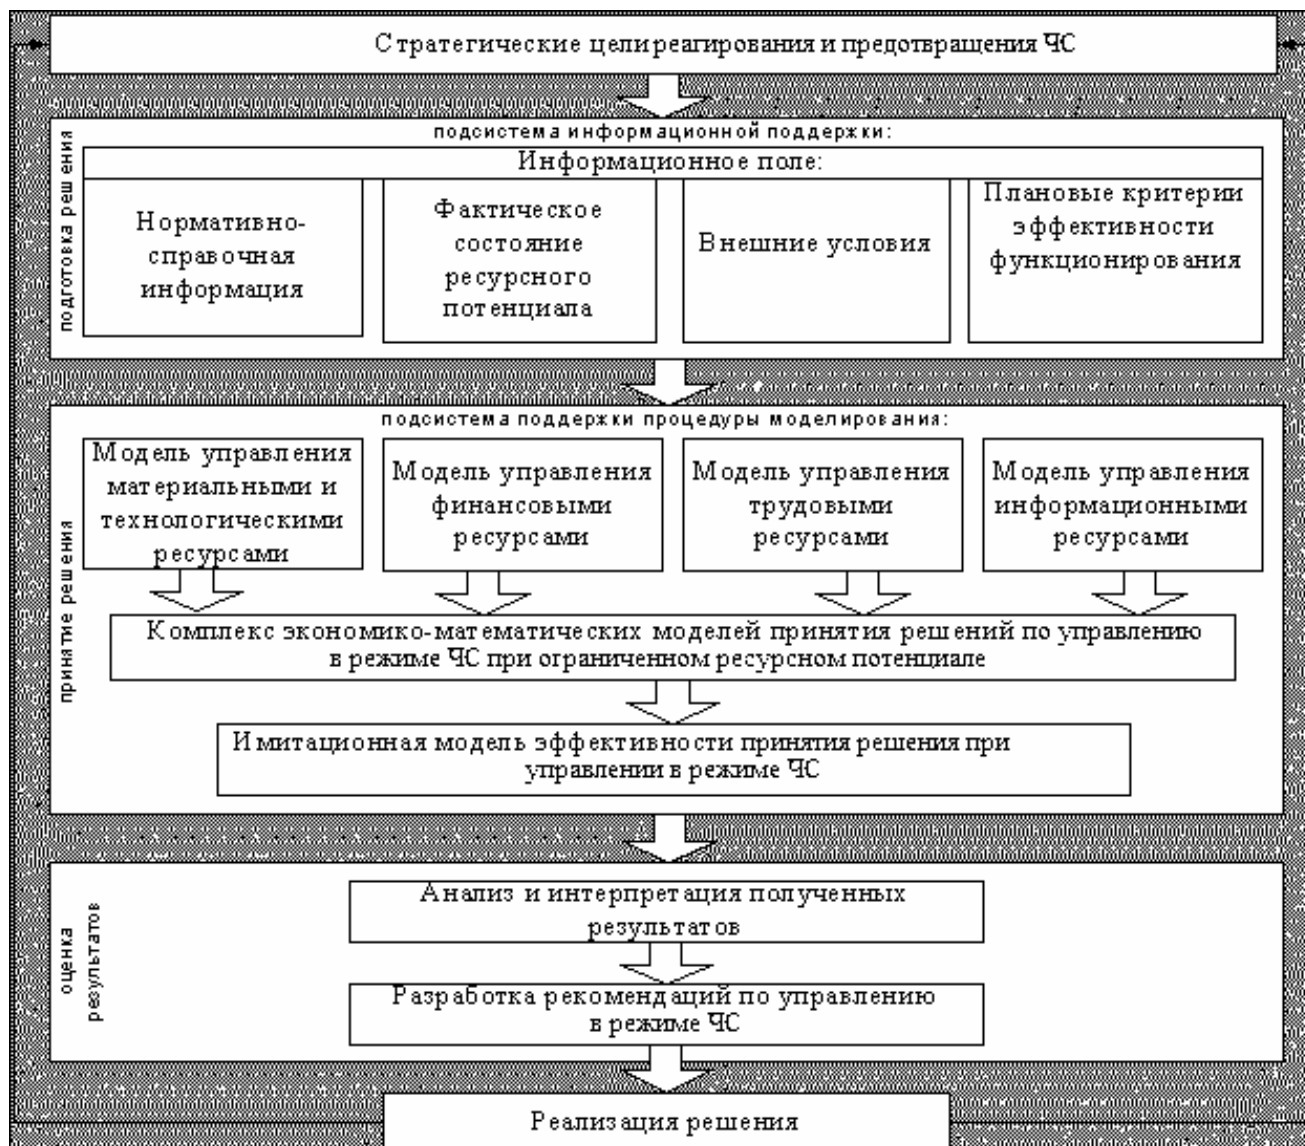 Стратегические цели реагирования и предотвращения ЧС
подготовка решения
подсистема информационной поддержки:
Информационное поле:
Нормативно-
справочная
информация
Фактическое
состояние
ресурсного
потенциала
Внешние условия
Плановые критерии
эффективности
функционирования
принятие решения
подсистема поддержки процедуры моделирования:
Модель управления
материальными и
технологическими
ресурсами
Модель управления
финансовыми
ресурсами
Модель управления
трудовыми
ресурсами
Модель управления
информационными
ресурсами
Комплекс экономико-математических моделей принятия решений по управлению
в режиме ЧС при ограниченном ресурсном потенциале
Имитационная модель эффективности принятия решения при
управлении в режиме ЧС
оценка
результатов
Анализ и интерпретация полученных
результатов
Разработка рекомендаций по управлению
в режиме ЧС
Реализация решения